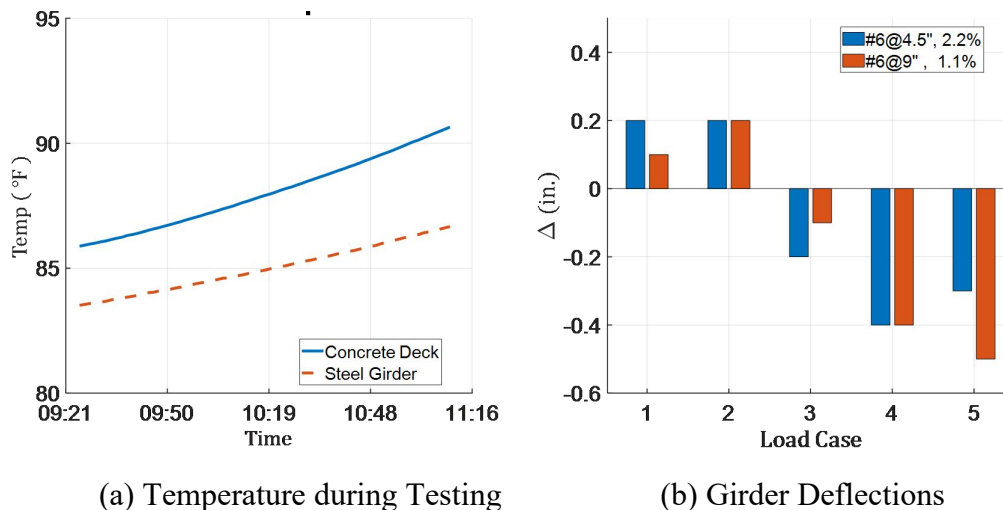 95
90
85
80
Temp ( °F )
09:21 09:50 10:19 10:48 11:16
Time
Concrete Deck
Steel Girder
(a) Temperature during Testing
0.4
0.2
0
-0.2
-0.4
-0.6
Δ (in.)
#6@4.5", 2.2%
#6@9" , 1.1%
1 2 3 4 5
Load Case
(b) Girder Deflections